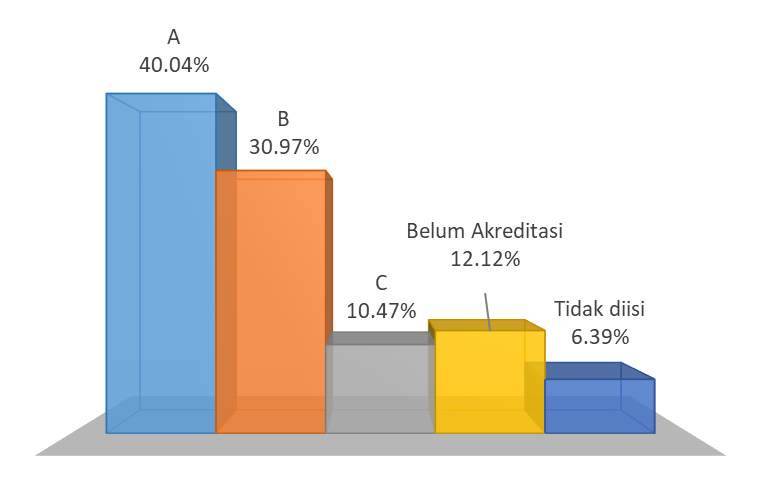 A
40.04%
B
30.97%
C
10.47%
Belum Akreditasi
12.12%
Tidak diisi
6.39%